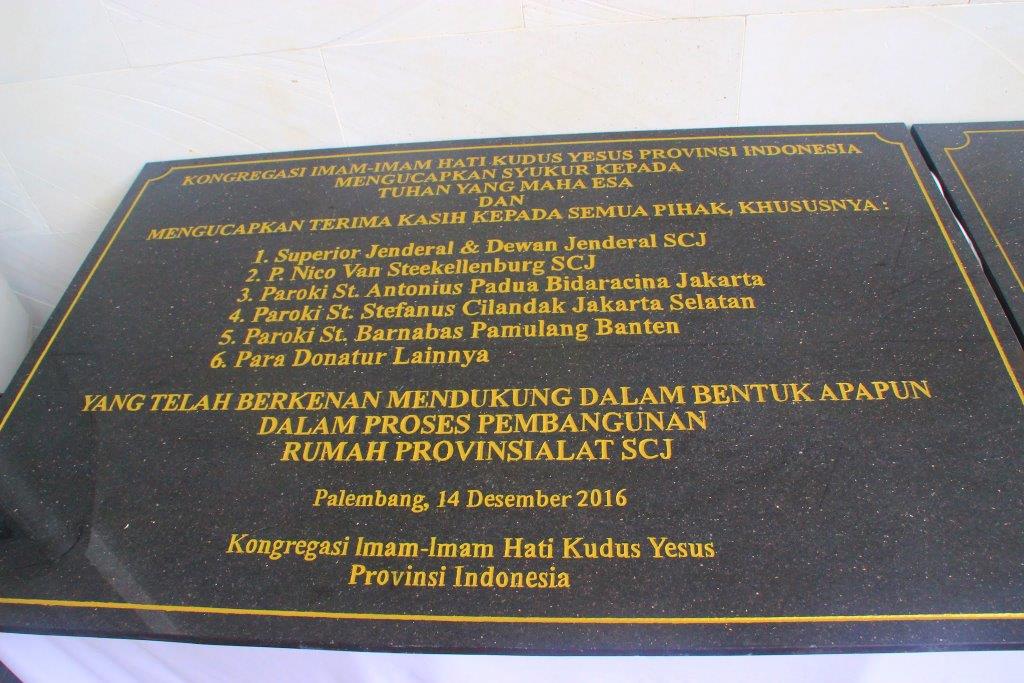 KONGREGASI IMAM-IMAM HATI KUDUS YESUS PROVINSI INDONESIA
MENGUCAPKAN SYUKUR KEPADA
TUHAN YANG MAHA ESA
DAN
MENGUCAPKAN TERIMA KASIH KEPADA SEMUA PIHAK, KHUSUSNYA :
1. Superior Jenderal & Dewan Jenderal SCJ
2. P. Nico Van Steekellenburg SCJ
3. Paroki St. Antonius Padua Bidaracina Jakarta
4. Paroki St. Stefanus Cilandak Jakarta Selatan
5. Paroki St. Barnabas Pamulang Banten
6. Para Donatur Lainnya
YANG TELAH BERKENAN MENDUKUNG DALAM BENTUK APAPUN
DALAM PROSES PEMBANGUNAN
RUMAH PROVINSIALAT SCJ
Palembang, 14 Desember 2016
Kongregasi Imam-Imam Hati Kudus Yesus
Provinsi Indonesia